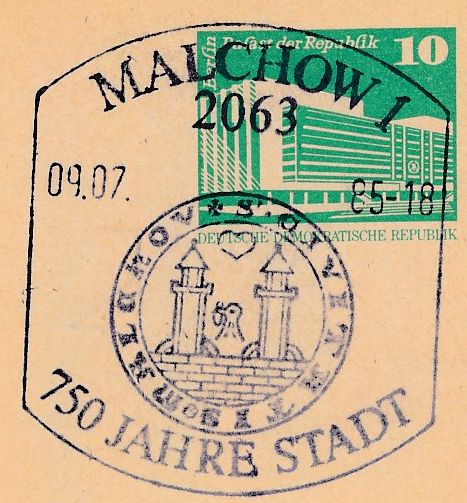 Berlin Palast der Republik 10
MALCHOW 1
2063
09.07. 85-18
DEUTSCHE DEMOKRATISCHE REPUBLIK
750 JAHRE STADT